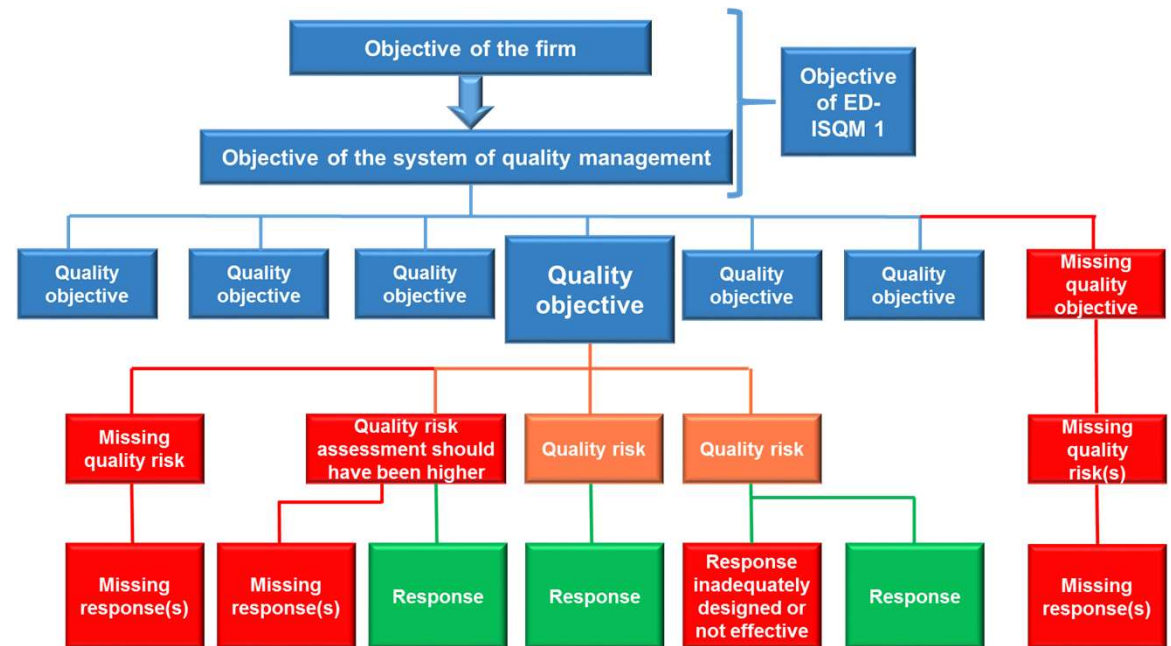 Objective of the firm
Objective
of ED-
ISQM 1
Objective of the system of quality management
Quality
objective
Quality
objective
Quality
objective
Quality
objective
Quality
objective
Quality
objective
Missing
quality
objective
Missing
quality risk
Quality risk
assessment should
have been higher
Quality risk
Quality risk
Missing
quality
risk(s)
Missing
response(s)
Missing
response(s)
Response
Response
Response
inadequately
designed or
not effective
Response
Missing
response(s)